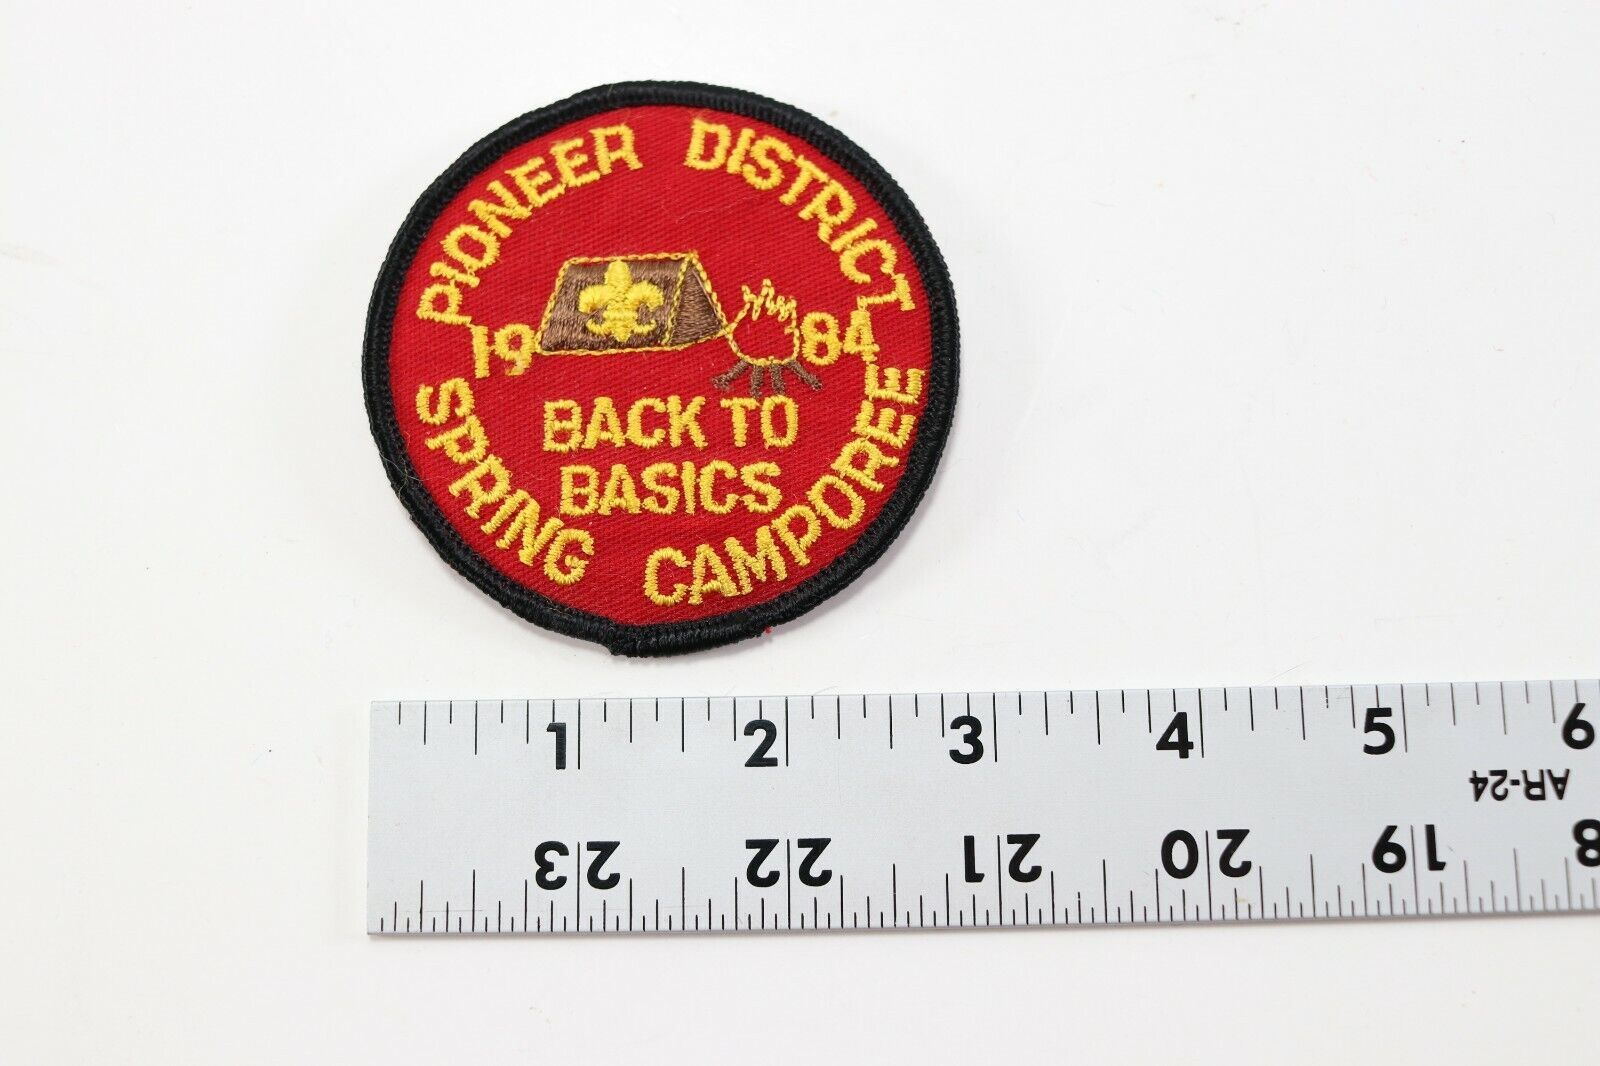 PIONEER DISTRICT
19 84
BACK TO
BASICS
SPRING CAMPOREE
1 2 3 4 5 6
AR-24
23 22 21 20 19 8